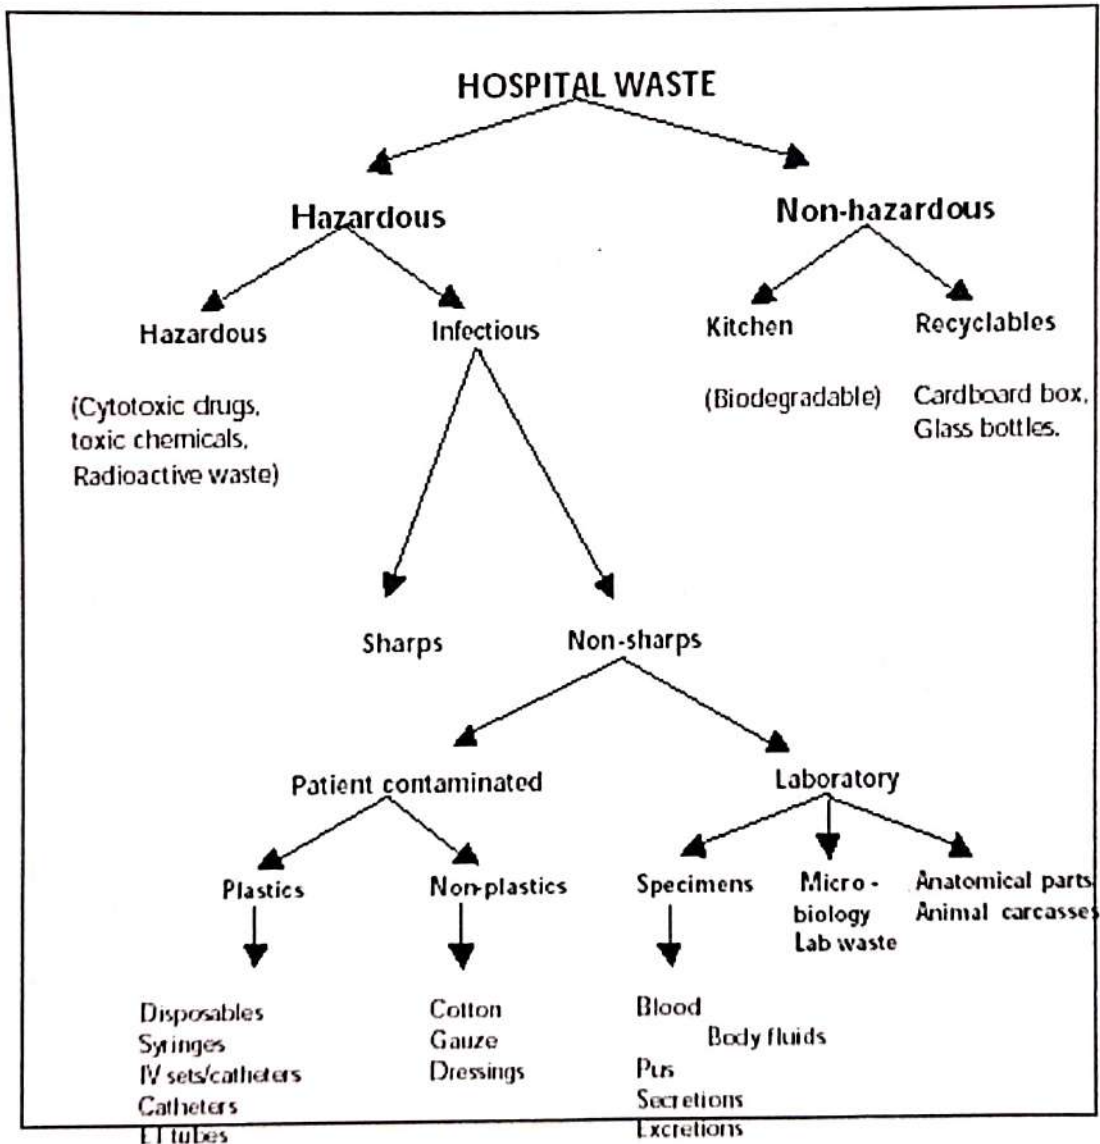 HOSPITAL WASTE
Hazardous
Non-hazardous
Hazardous
Infectious
Kitchen
Recyclables
(Cytotoxic drugs,
toxic chemicals,
Radioactive waste)
(Biodegradable)
Cardboard box,
Glass bottles.
Sharps
Non-sharps
Patient contaminated
Laboratory
Plastics
Non-plastics
Specimens
Micro-
biology
Lab waste
Anatomical parts
Animal carcasses
Disposables
Syringes
IV sets/catheters
Catheters
ET tubes
Cotton
Gauze
Dressings
Blood
Body fluids
Pus
Secretions
Excretions